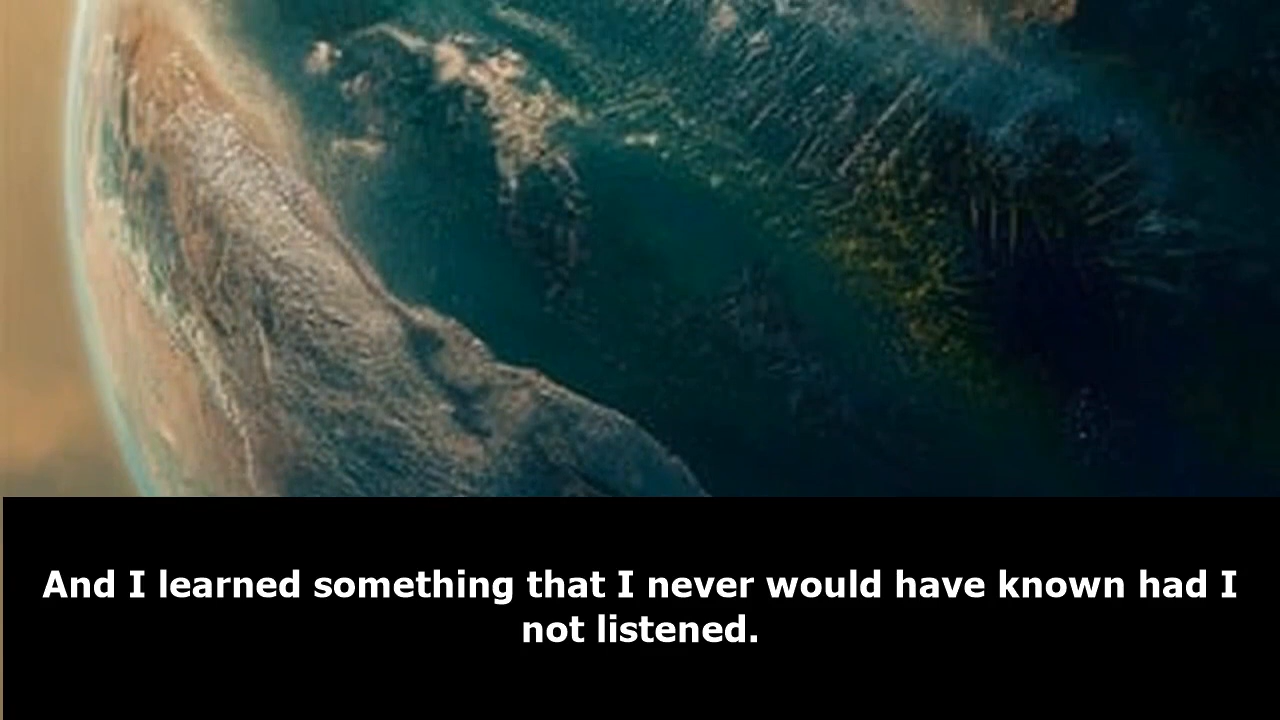 And I learned something that I never would have known had I
not listened.